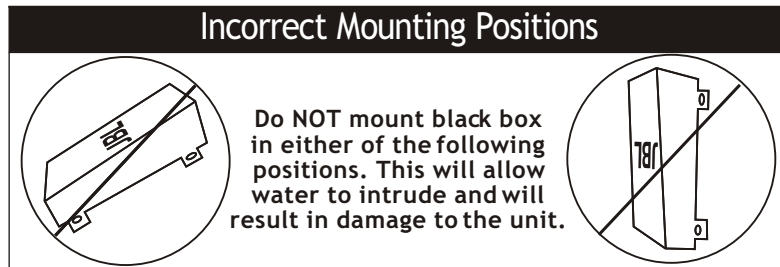 Incorrect Mounting Positions
JBL
Do NOT mount black box
in either of the following
positions. This will allow
water to intrude and will
result in damage to the unit.
JBL